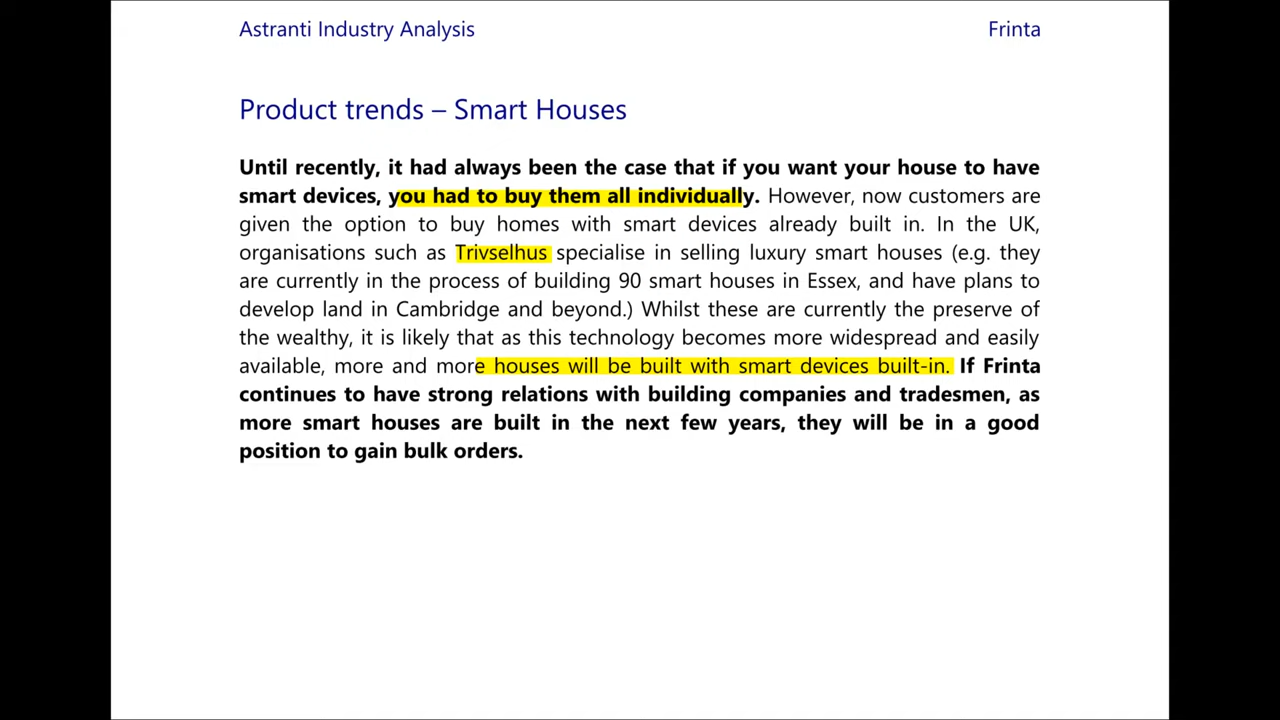 Astranti Industry Analysis
Frinta
Product trends – Smart Houses
Until recently, it had always been the case that if you want your house to have
smart devices, you had to buy them all individually. However, now customers are
given the option to buy homes with smart devices already built in. In the UK,
organisations such as Trivselhus specialise in selling luxury smart houses (e.g. they
are currently in the process of building 90 smart houses in Essex, and have plans to
develop land in Cambridge and beyond.) Whilst these are currently the preserve of
the wealthy, it is likely that as this technology becomes more widespread and easily
available, more and more houses will be built with smart devices built-in. If Frinta
continues to have strong relations with building companies and tradesmen, as
more smart houses are built in the next few years, they will be in a good
position to gain bulk orders.